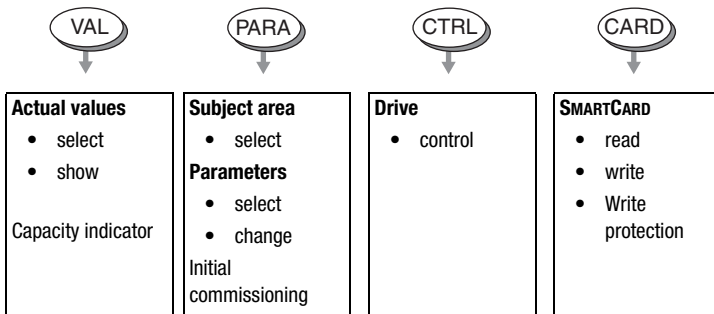 VAL
PARA
CTRL
CARD
Actual values
• select
• show
Capacity indicator
Subject area
• select
Parameters
• select
• change
Initial
commissioning
Drive
• control
SMARTCARD
• read
• write
• Write
protection